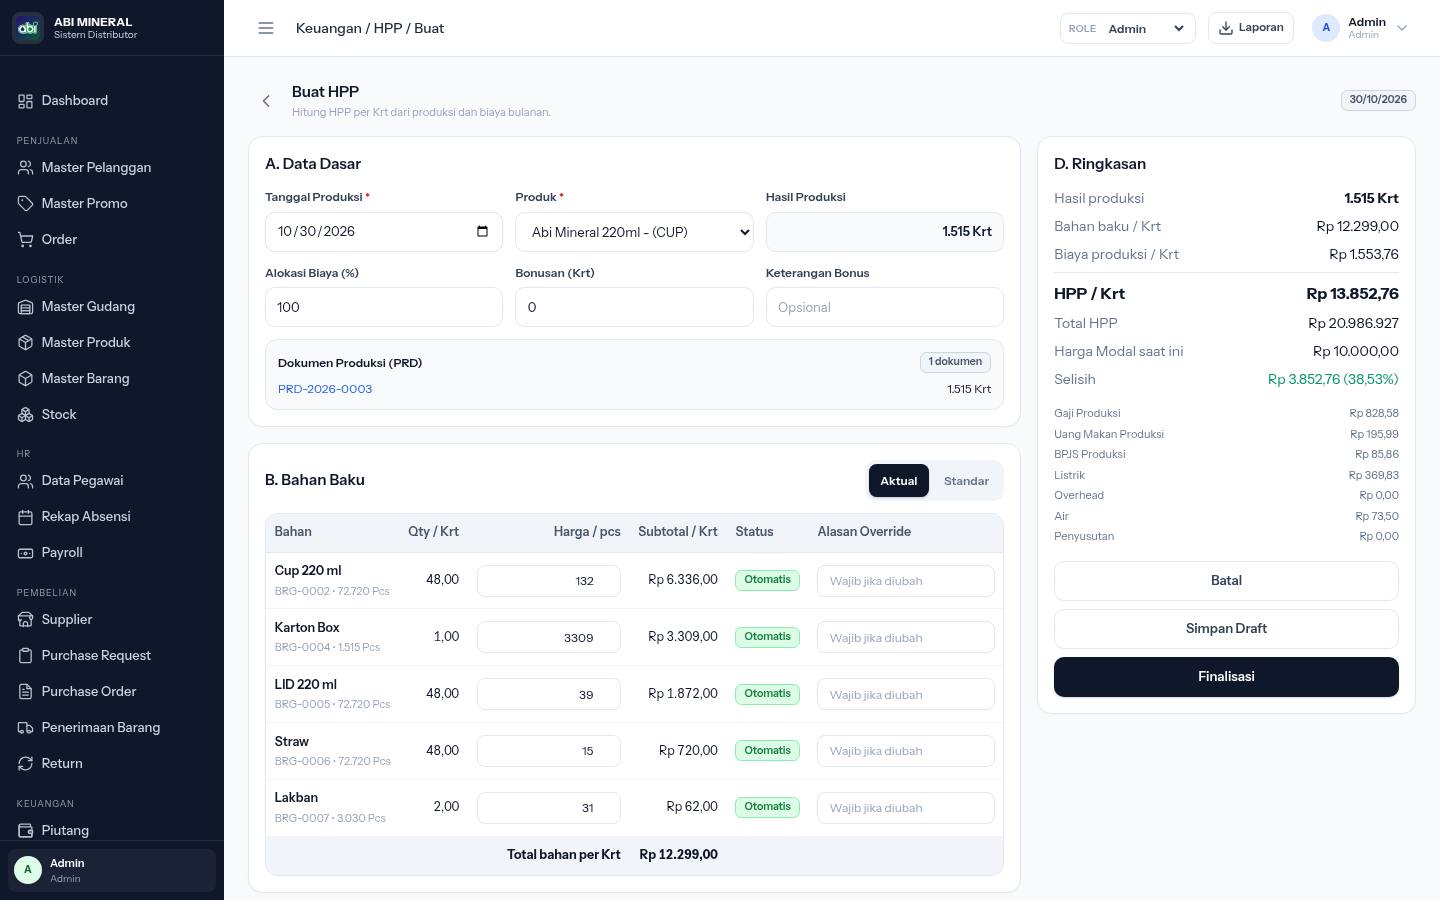 abi
ABI MINERAL
Sistem Distributor
Dashboard
PENJUALAN
Master Pelanggan
Master Promo
Order
LOGISTIK
Master Gudang
Master Produk
Master Barang
Stock
HR
Data Pegawai
Rekap Absensi
Payroll
PEMBELIAN
Supplier
Purchase Request
Purchase Order
Penerimaan Barang
Return
KEUANGAN
Piutang
A
Admin
Admin
Keuangan / HPP / Buat
ROLE Admin
Laporan
A
Admin
Admin
Buat HPP
Hitung HPP per Krt dari produksi dan biaya bulanan.
30/10/2026
A. Data Dasar
Tanggal Produksi * Produk * Hasil Produksi
10/30/2026 Abi Mineral 220ml - (CUP) 1.515 Krt
Alokasi Biaya (%) Bonusan (Krt) Keterangan Bonus
100 0 Opsional
Dokumen Produksi (PRD) 1 dokumen
PRD-2026-0003 1.515 Krt
B. Bahan Baku
Aktual Standar
Bahan Qty / Krt Harga / pcs Subtotal / Krt Status Alasan Override
Cup 220 ml 48,00 132 Rp 6.336,00 Otomatis Wajib jika diubah
BRG-0002 • 72.720 Pcs
Karton Box 1,00 3309 Rp 3.309,00 Otomatis Wajib jika diubah
BRG-0004 • 1.515 Pcs
LID 220 ml 48,00 39 Rp 1.872,00 Otomatis Wajib jika diubah
BRG-0005 • 72.720 Pcs
Straw 48,00 15 Rp 720,00 Otomatis Wajib jika diubah
BRG-0006 • 72.720 Pcs
Lakban 2,00 31 Rp 62,00 Otomatis Wajib jika diubah
BRG-0007 • 3.030 Pcs
Total bahan per Krt Rp 12.299,00
D. Ringkasan
Hasil produksi 1.515 Krt
Bahan baku / Krt Rp 12.299,00
Biaya produksi / Krt Rp 1.553,76
HPP / Krt Rp 13.852,76
Total HPP Rp 20.986.927
Harga Modal saat ini Rp 10.000,00
Selisih Rp 3.852,76 (38,53%)
Gaji Produksi Rp 828,58
Uang Makan Produksi Rp 195,99
BPJS Produksi Rp 85,86
Listrik Rp 369,83
Overhead Rp 0,00
Air Rp 73,50
Penyusutan Rp 0,00
Batal
Simpan Draft
Finalisasi